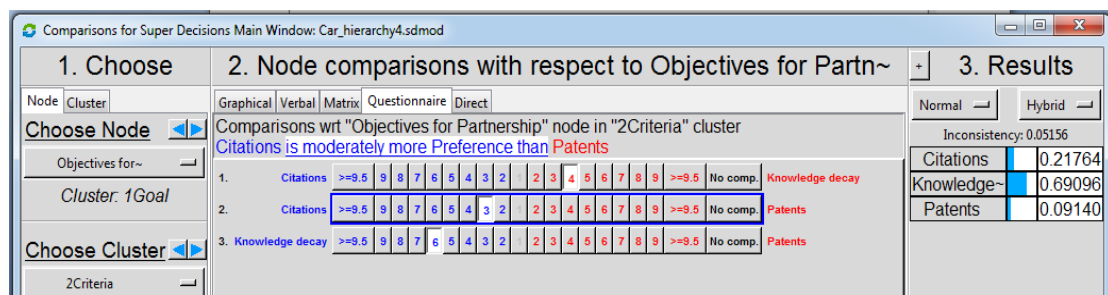 Comparisons for Super Decisions Main Window: Car_hierarchy4.sdmod
1. Choose
Node Cluster
Choose Node
Objectives for~
Cluster: 1Goal
Choose Cluster
2Criteria
2. Node comparisons with respect to Objectives for Partn~
Graphical Verbal Matrix Questionnaire Direct
Comparisons wrt "Objectives for Partnership" node in "2Criteria" cluster
Citations is moderately more Preference than Patents
1. Citations >=9.5 9 8 7 6 5 4 3 2 1 2 3 4 5 6 7 8 9 >=9.5 No comp. Knowledge decay
2. Citations >=9.5 9 8 7 6 5 4 3 2 1 2 3 4 5 6 7 8 9 >=9.5 No comp. Patents
3. Knowledge decay >=9.5 9 8 7 6 5 4 3 2 1 2 3 4 5 6 7 8 9 >=9.5 No comp. Patents
+ 3. Results
Normal Hybrid
Inconsistency: 0.05156
Citations 0.21764
Knowledge~ 0.69096
Patents 0.09140